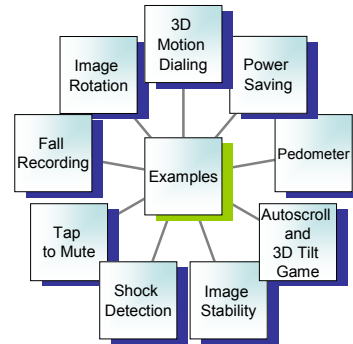 3D
Motion
Dialing
Image
Rotation
Power
Saving
Fall
Recording
Examples
Pedometer
Tap
to Mute
Autoscroll
and
3D Tilt
Game
Shock
Detection
Image
Stability